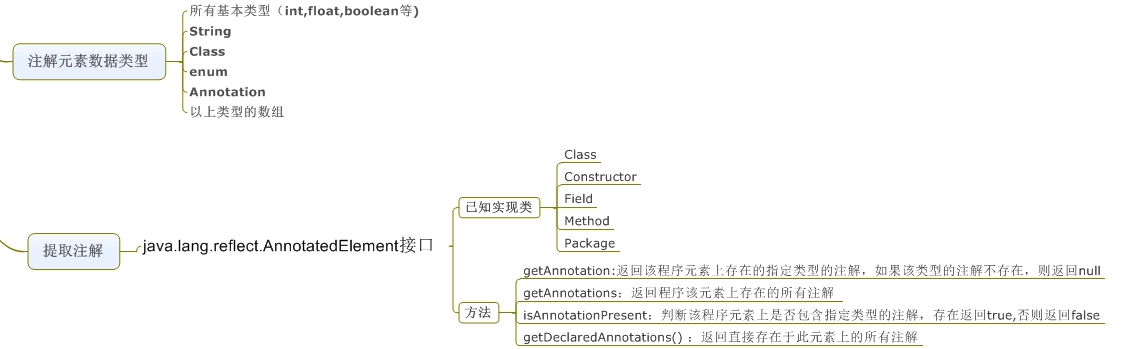 所有基本类型（int,float,boolean等)
String
Class
enum
Annotation
以上类型的数组
注解元素数据类型
提取注解
java.lang.reflect.AnnotatedElement接口
已知实现类
Class
Constructor
Field
Method
Package
方法
getAnnotation:返回该程序元素上存在的指定类型的注解，如果该类型的注解不存在，则返回null
getAnnotations：返回程序该元素上存在的所有注解
isAnnotationPresent：判断该程序元素上是否包含指定类型的注解，存在返回true,否则返回false
getDeclaredAnnotations()：返回直接存在于此元素上的所有注解